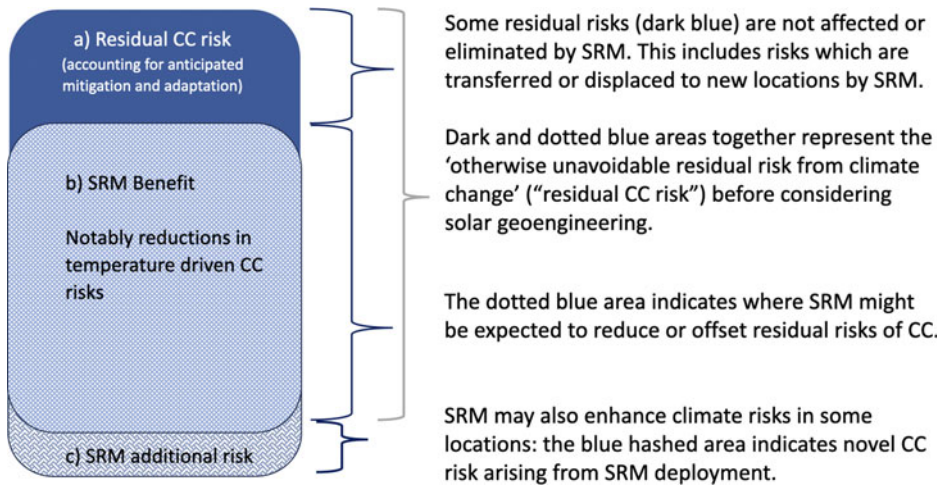 a) Residual CC risk
(accounting for anticipated
mitigation and adaptation)
b) SRM Benefit
Notably reductions in
temperature driven CC
risks
c) SRM additional risk
Some residual risks (dark blue) are not affected or
eliminated by SRM. This includes risks which are
transferred or displaced to new locations by SRM.
Dark and dotted blue areas together represent the
‘otherwise unavoidable residual risk from climate
change’ (“residual CC risk”) before considering
solar geoengineering.
The dotted blue area indicates where SRM might
be expected to reduce or offset residual risks of CC.
SRM may also enhance climate risks in some
locations: the blue hashed area indicates novel CC
risk arising from SRM deployment.